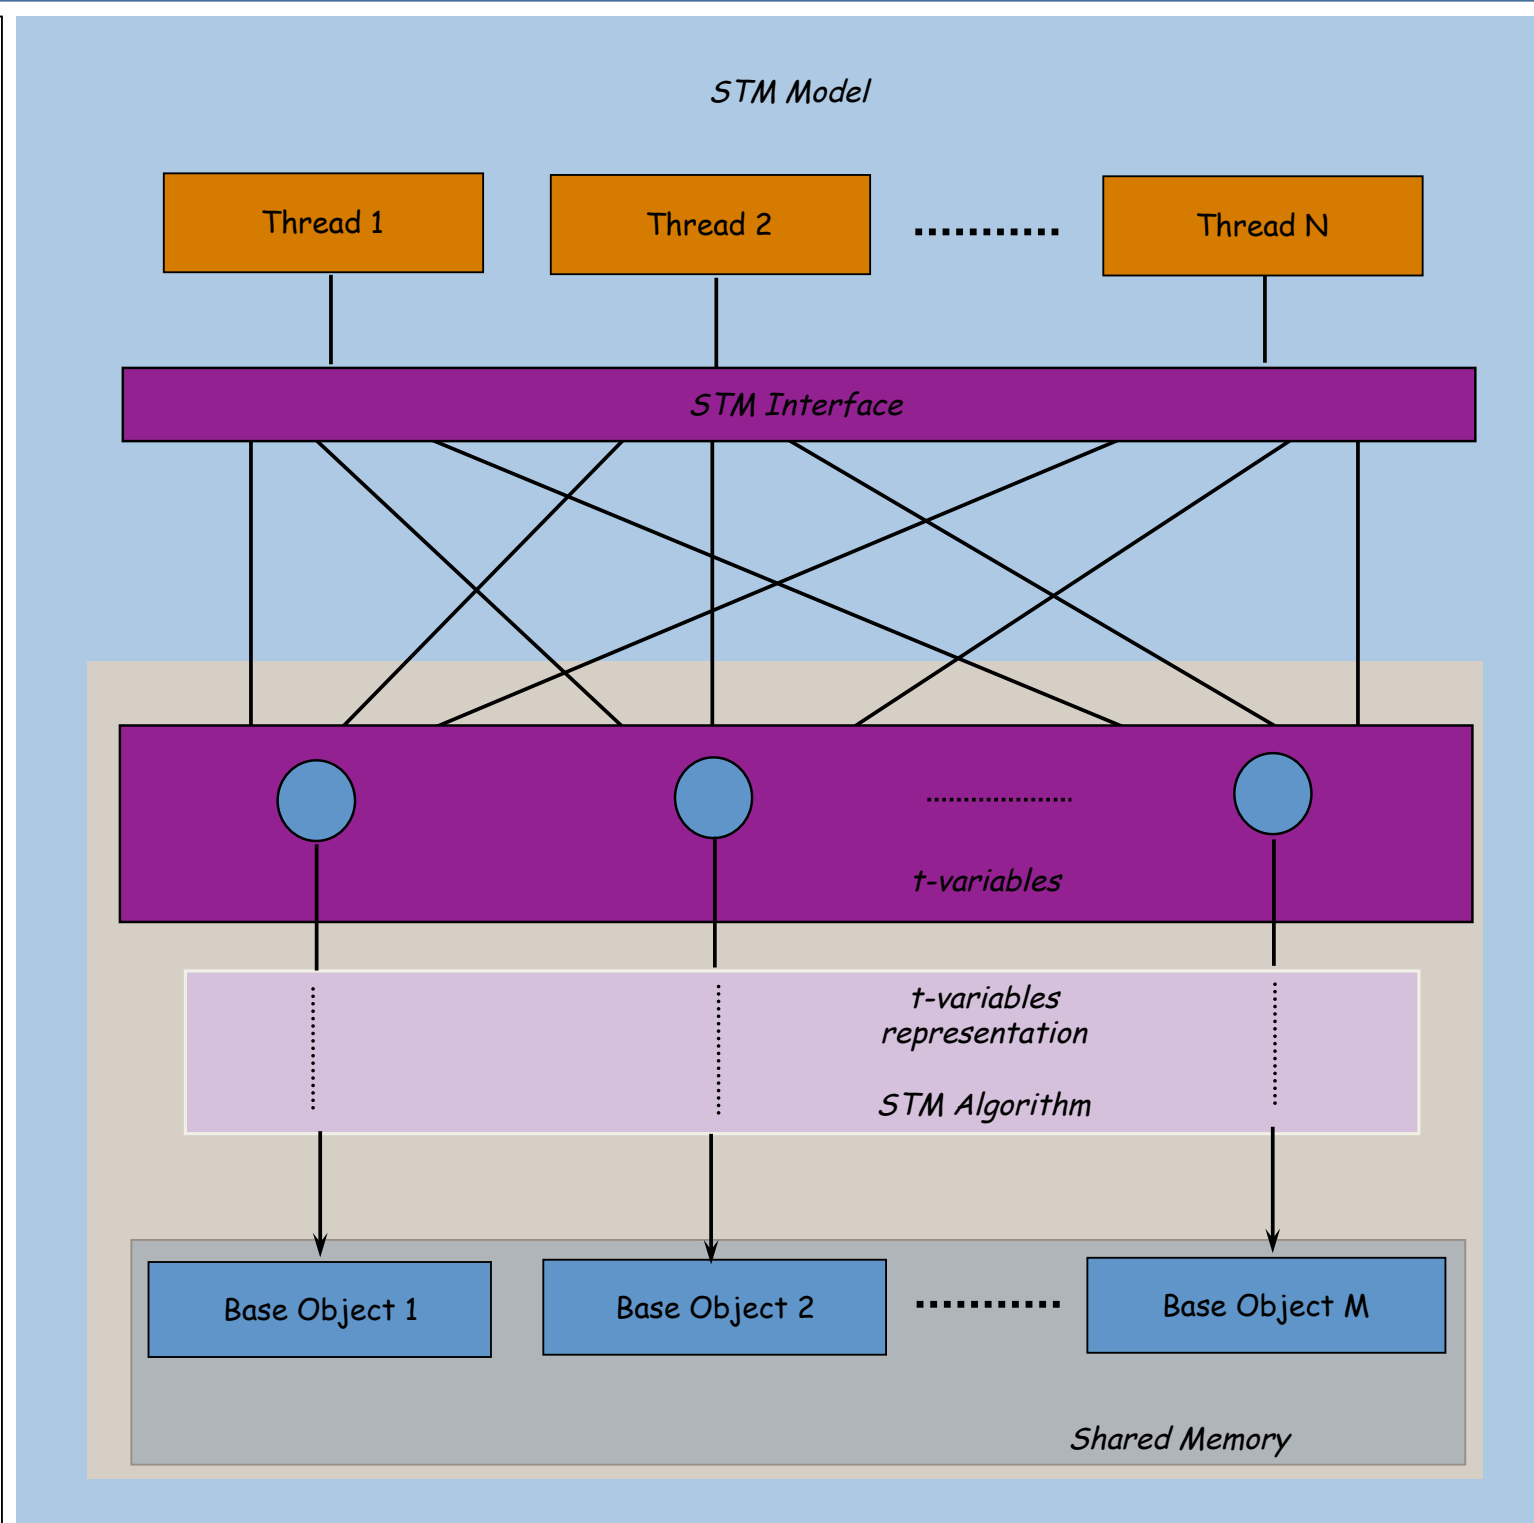 STM Model
Thread 1
Thread 2
Thread N
STM Interface
t-variables
t-variables
representation
STM Algorithm
Base Object 1
Base Object 2
Base Object M
Shared Memory